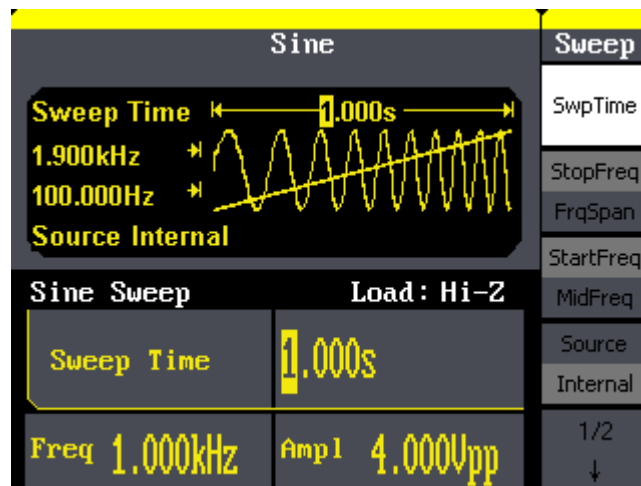 Sine
Sweep
Sweep Time 1.000s
1.900kHz
100.000Hz
Source Internal
SwpTime
StopFreq
FrqSpan
StartFreq
MidFreq
Source
Internal
1/2
↓
Sine Sweep Load: Hi-Z
Sweep Time 1.000s
Freq 1.000kHz Ampl 4.000Vpp